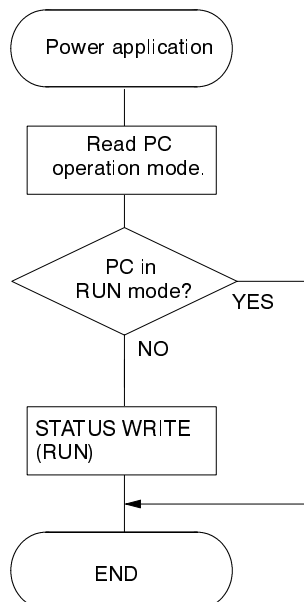 Power application
Read PC
operation mode.
PC in
RUN mode?
YES
NO
STATUS WRITE
(RUN)
END